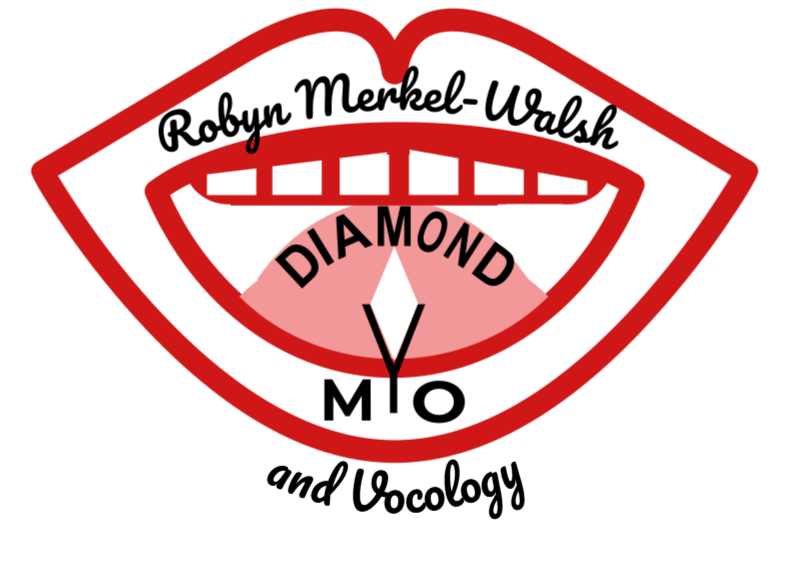 Robyn Merkel-Walsh
DIAMOND
MYO
and Vocology